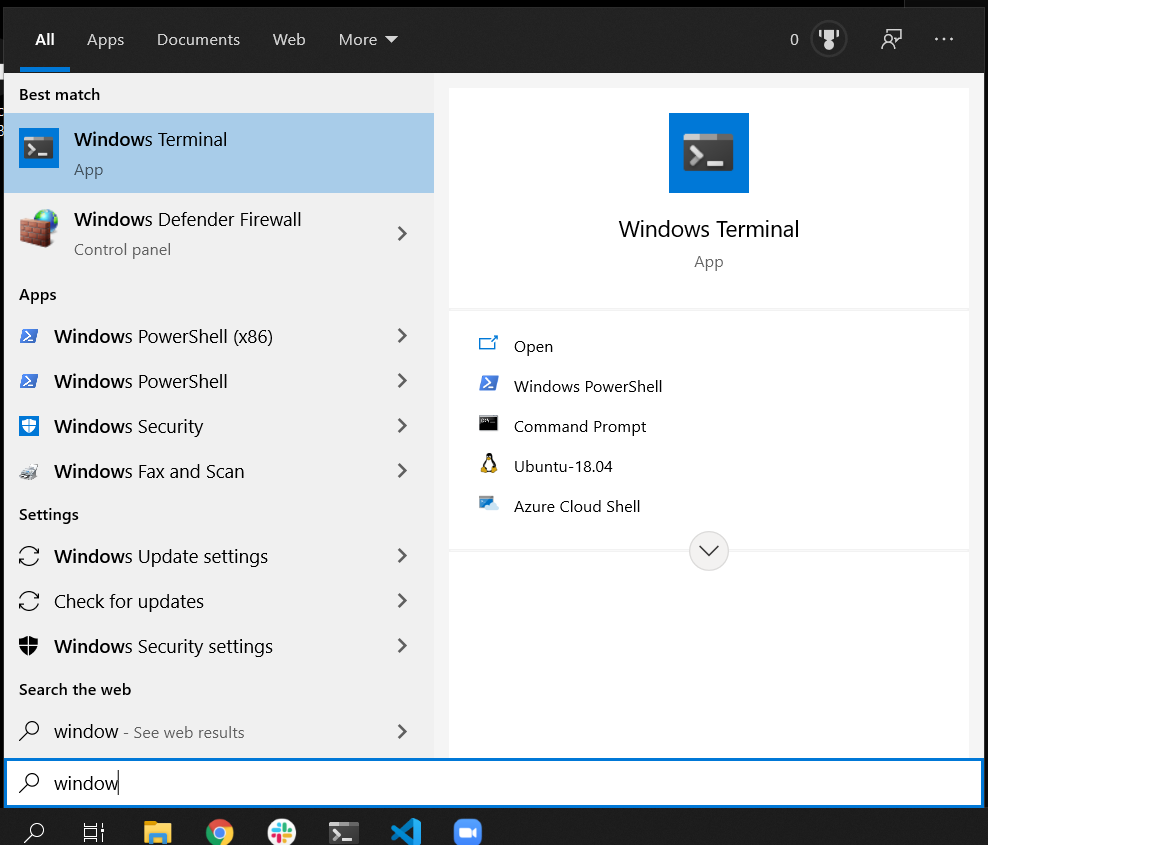 All
Apps
Documents
Web
More
0
Best match
Windows Terminal
App
Windows Defender Firewall
Control panel
Apps
Windows PowerShell (x86)
Windows PowerShell
Windows Security
Windows Fax and Scan
Settings
Windows Update settings
Check for updates
Windows Security settings
Search the web
window - See web results
window
Windows Terminal
App
Open
Windows PowerShell
Command Prompt
Ubuntu-18.04
Azure Cloud Shell